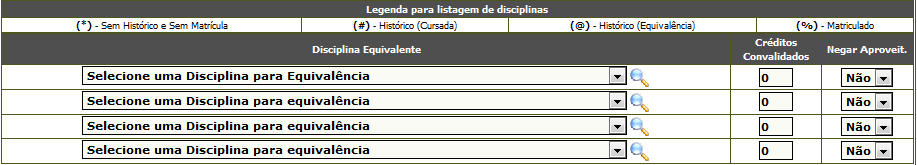 Legenda para listagem de disciplinas
(*) - Sem Histórico e Sem Matrícula (#) - Histórico (Cursada) (@) - Histórico (Equivalência) (%) - Matriculado
Disciplina Equivalente Créditos Convalidados Negar Aproveit.
Selecione uma Disciplina para Equivalência 0 Não
Selecione uma Disciplina para equivalência 0 Não
Selecione uma Disciplina para equivalência 0 Não
Selecione uma Disciplina para equivalência 0 Não